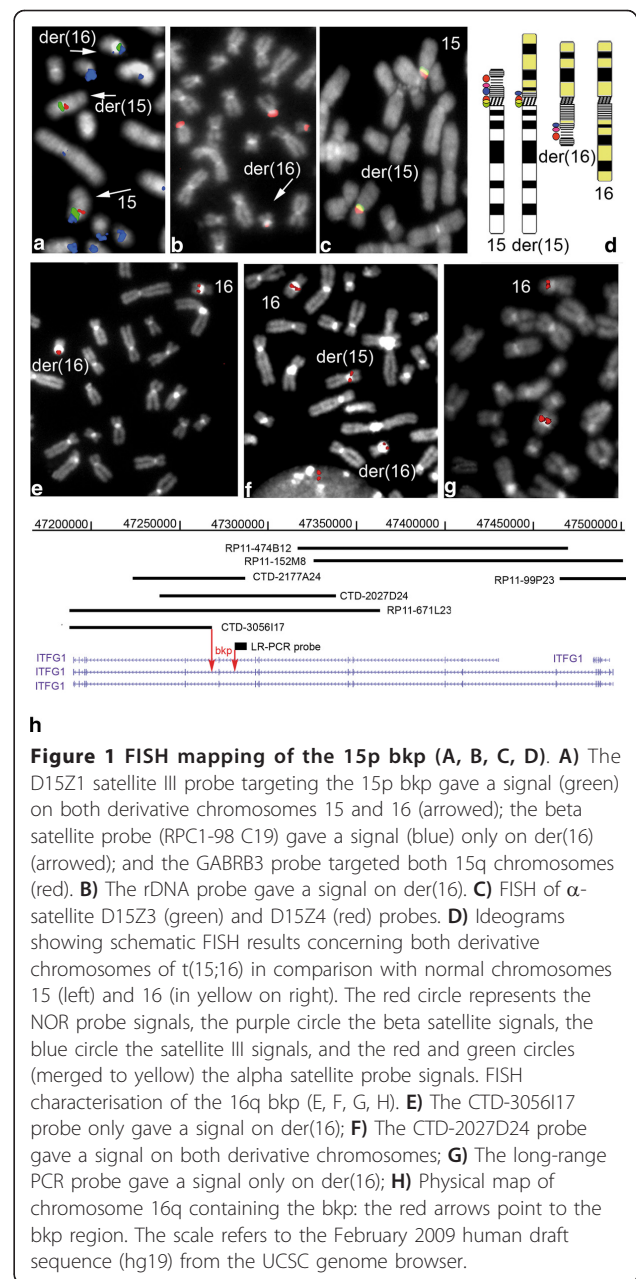 der(16)
der(15)
15
a
der(16)
b
15
der(15)
c
15
der(15)
der(16)
16
d
16
der(16)
e
16
der(15)
der(16)
f
16
g
47200000
47250000
47300000
47350000
47400000
47450000
47500000
RP11-474B12
RP11-152M8
CTD-2177A24
RP11-99P23
CTD-2027D24
RP11-671L23
CTD-3056I17
bkp
LR-PCR probe
ITFG1
ITFG1
ITFG1
ITFG1
h
Figure 1 FISH mapping of the 15p bkp (A, B, C, D). A) The
D15Z1 satellite III probe targeting the 15p bkp gave a signal (green)
on both derivative chromosomes 15 and 16 (arrowed); the beta
satellite probe (RPC1-98 C19) gave a signal (blue) only on der(16)
(arrowed); and the GABRB3 probe targeted both 15q chromosomes
(red). B) The rDNA probe gave a signal on der(16). C) FISH of α-
satellite D15Z3 (green) and D15Z4 (red) probes. D) Ideograms
showing schematic FISH results concerning both derivative
chromosomes of t(15;16) in comparison with normal chromosomes
15 (left) and 16 (in yellow on right). The red circle represents the
NOR probe signals, the purple circle the beta satellite signals, the
blue circle the satellite III signals, and the red and green circles
(merged to yellow) the alpha satellite probe signals. FISH
characterisation of the 16q bkp (E, F, G, H). E) The CTD-3056I17
probe only gave a signal on der(16); F) The CTD-2027D24 probe
gave a signal on both derivative chromosomes; G) The long-range
PCR probe gave a signal only on der(16); H) Physical map of
chromosome 16q containing the bkp: the red arrows point to the
bkp region. The scale refers to the February 2009 human draft
sequence (hg19) from the UCSC genome browser.